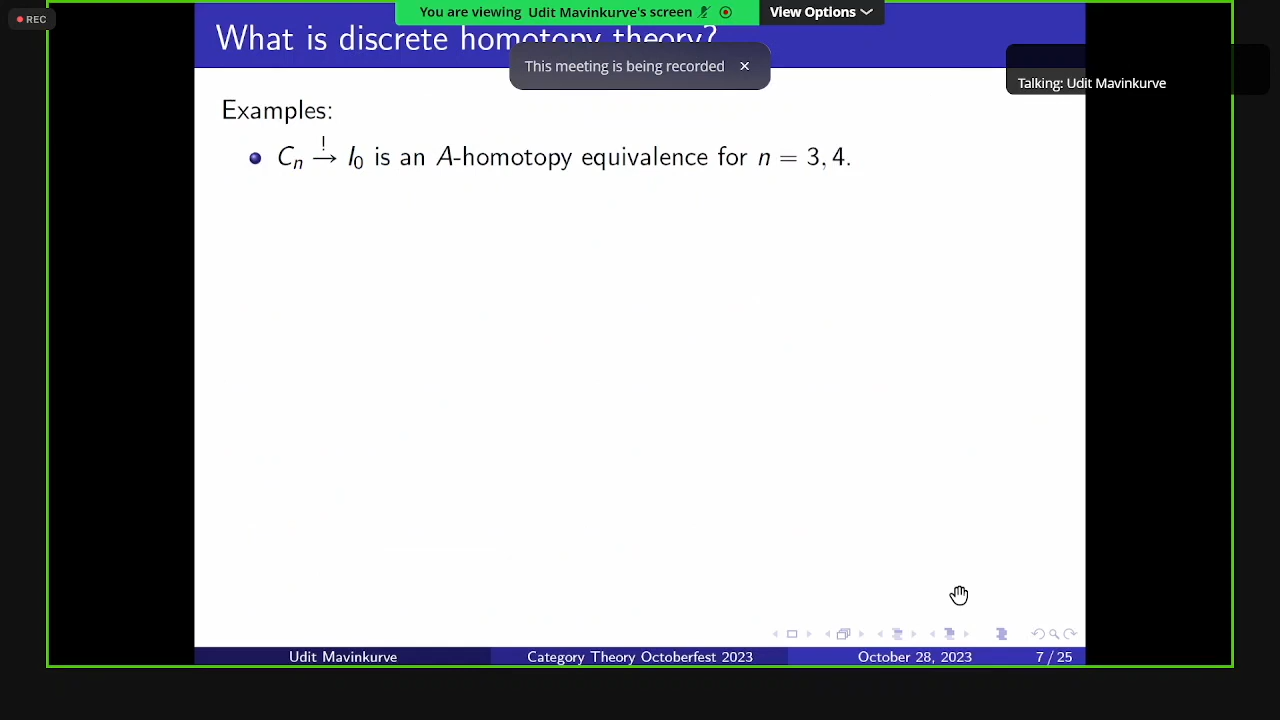 REC
You are viewing Udit Mavinkurve's screen
View Options
What is discrete homotopy theory?
This meeting is being recorded
Talking: Udit Mavinkurve
Examples:
Cₙ →^! I₀ is an A-homotopy equivalence for n = 3, 4.
Udit Mavinkurve
Category Theory Octoberfest 2023
October 28, 2023
7 / 25